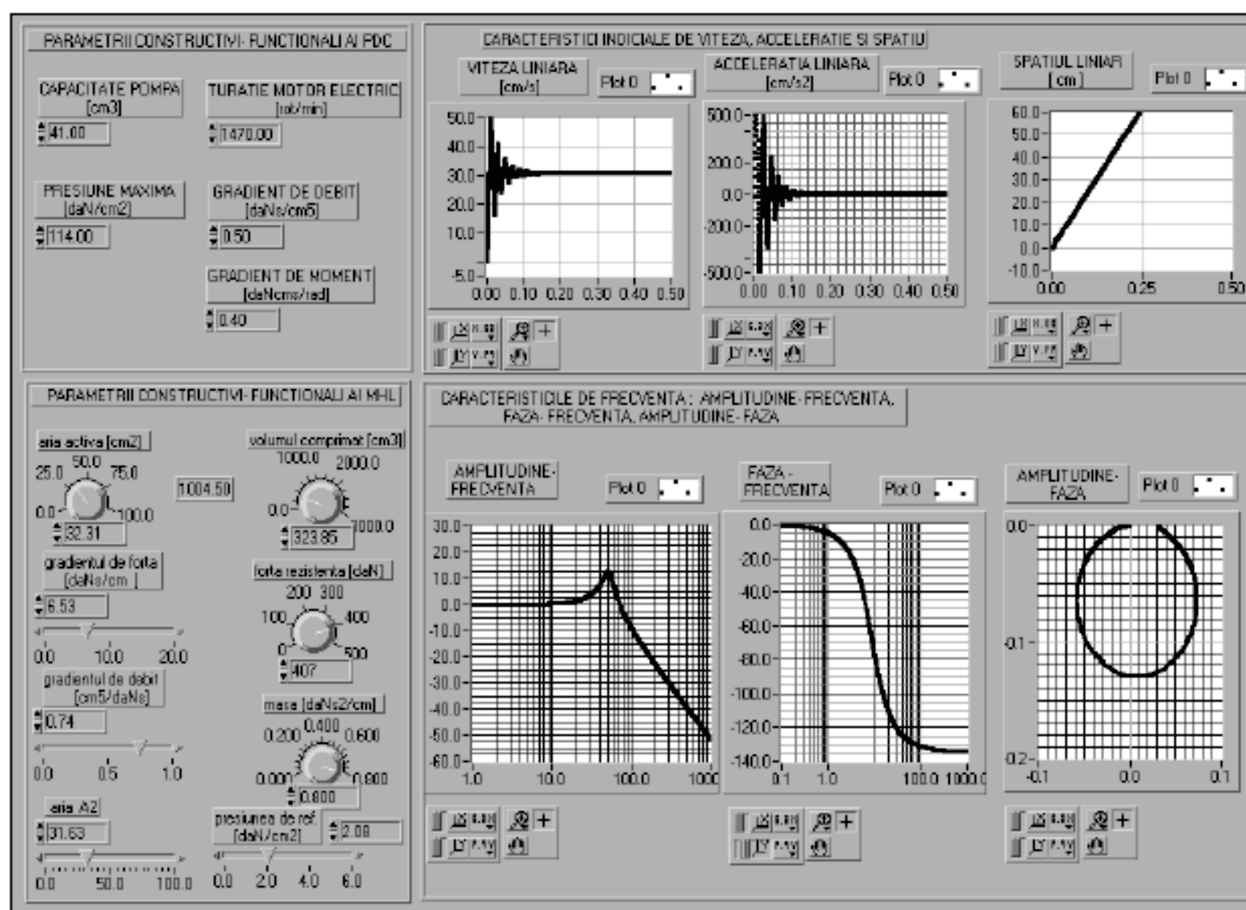 PARAMETRII CONSTRUCTIVI- FUNCTIONALI AI PDC
CAPACITATE POMPA
[cm3]
41.00
TURATIE MOTOR ELECTRIC
[rot/min]
1470.00
PRESIUNE MAXIMA
[daN/cm2]
114.00
GRADIENT DE DEBIT
[daNs/cm5]
0.50
GRADIENT DE MOMENT
[daNcms/rad]
0.40
CARACTERISTICI INDICIALE DE VITEZA, ACCELERATIE SI SPATIU
VITEZA LINIARA
[cm/s]
Plot 0
50.0
40.0
30.0
20.0
10.0
-5.0
0.00 0.10 0.20 0.30 0.40 0.50
ACCELERATIA LINIARA
[cm/s2]
Plot 0
500.0
200.0
0.0
-200.0
-500.0
0.00 0.10 0.20 0.30 0.40 0.50
SPATIUL LINIAR
[ cm ]
Plot 0
60.0
50.0
40.0
30.0
20.0
10.0
0.0
-10.0
0.00 0.25 0.50
PARAMETRII CONSTRUCTIVI- FUNCTIONALI AI MHL
aria activa [cm2]
25.0 50.0 75.0
0.0 100.0
32.31
1004.50
volumul comprimat [cm3]
1000.0 2000.0
0.0
323.85
gradientul de forta
[daNs/cm ]
6.53
0.0 10.0 20.0
forta rezistenta [daN]
200 300
100 400
0 500
407
gradientul de debit
[cm5/daNs]
0.74
0.0 0.5 1.0
masa [daNs2/cm]
0.200 0.400 0.600
0.000 0.800
0.800
aria A2
31.63
0.0 50.0 100.0
presiunea de ref.
[daN/cm2]
2.08
0.0 2.0 4.0 6.0
CARACTERISTICILE DE FRECVENTA : AMPLITUDINE- FRECVENTA,
FAZA- FRECVENTA, AMPLITUDINE- FAZA
AMPLITUDINE-
FRECVENTA
Plot 0
30.0
20.0
10.0
0.0
-10.0
-20.0
-30.0
-40.0
-50.0
-60.0
1.0 10.0 100.0 1000
FAZA -
FRECVENTA
Plot 0
0.0
-20.0
-40.0
-60.0
-80.0
-100.0
-120.0
-140.0
0.1 1.0 100.0 1000.0
AMPLITUDINE-
FAZA
Plot 0
0.0
-0.1
-0.2
-0.1 0.0 0.1